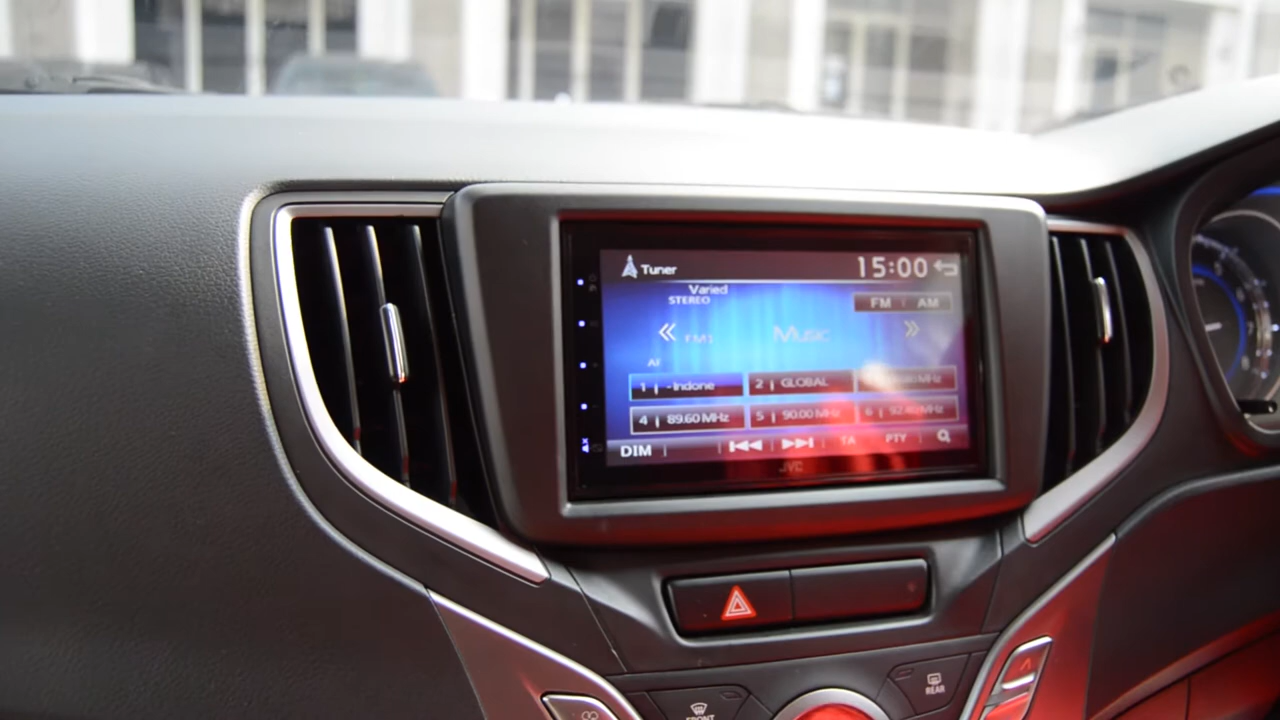 Tuner 15:00
Varied
STEREO
FM AM
FM1 Music
AF
1 -Indone 2 GLOBAL MHz
4 89.60 MHz 5 90.00 MHz 6 92.40 MHz
DIM TA PTY
JVC
REAR
FRONT